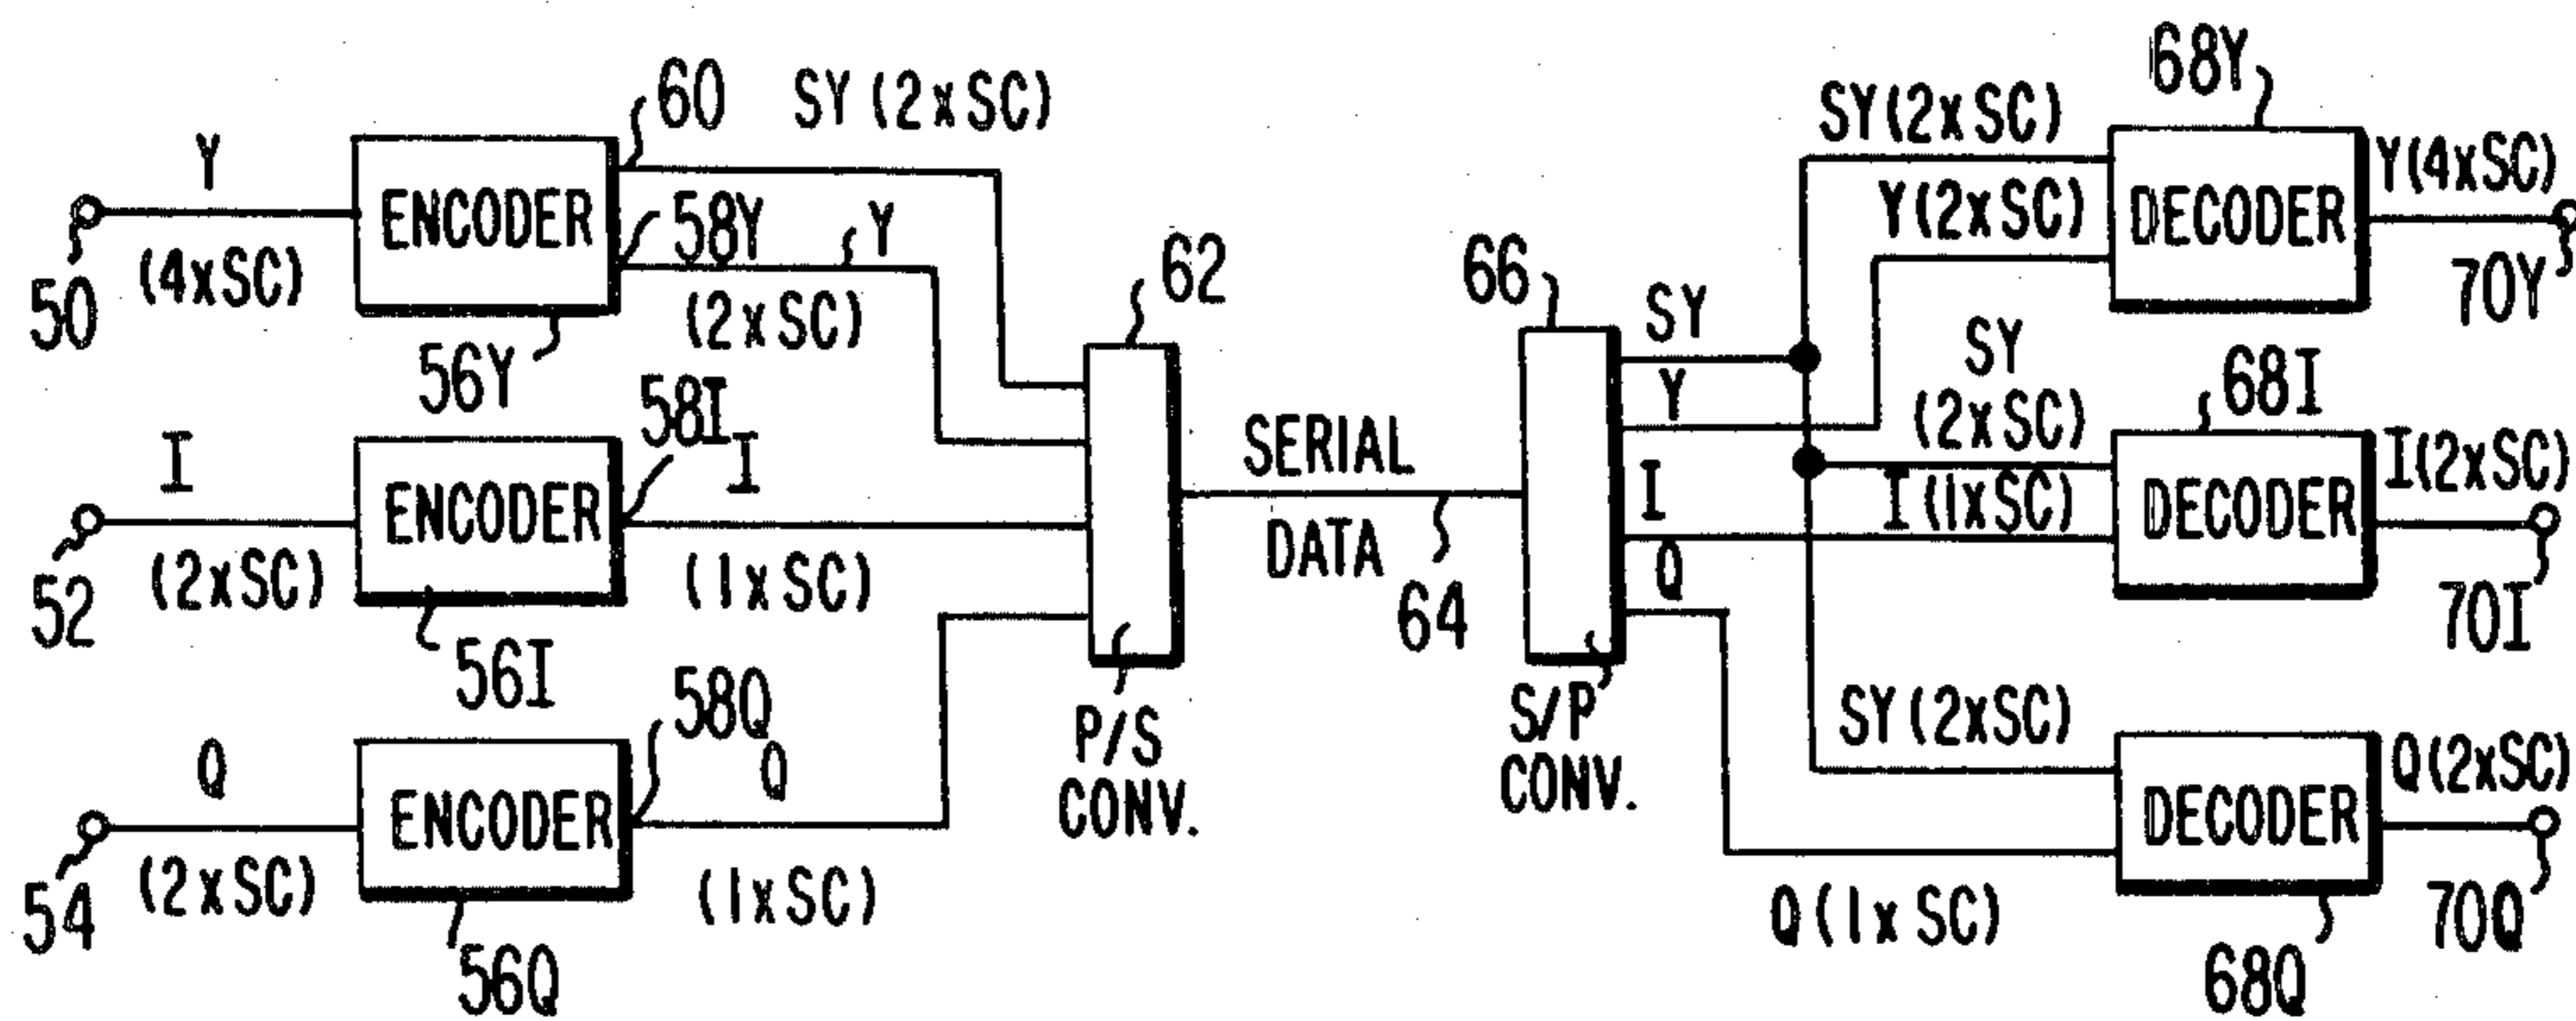 60
SY (2xSC)
Y
ENCODER
58Y
Y
50
(4xSC)
(2xSC)
56Y
62
58I
I
I
ENCODER
52
(2xSC)
(1xSC)
56I
58Q
Q
Q
ENCODER
54
(2xSC)
(1xSC)
56Q
P/S
CONV.
SERIAL
DATA
64
66
S/P
CONV.
SY
Y
I
Q
SY(2xSC)
68Y
Y(2xSC)
DECODER
Y(4xSC)
70Y
SY
(2xSC)
68I
I(1xSC)
DECODER
I(2xSC)
70I
SY(2xSC)
DECODER
Q(2xSC)
Q(1xSC)
70Q
68Q